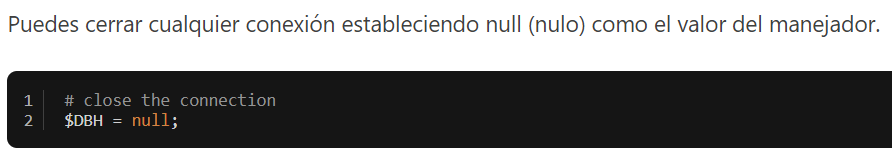 Puedes cerrar cualquier conexión estableciendo null (nulo) como el valor del manejador.
1 # close the connection
2 $DBH = null;